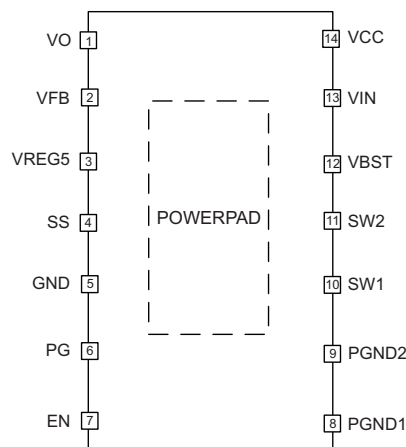 VO 1
VFB 2
VREG5 3
SS 4
GND 5
PG 6
EN 7
POWERPAD
14 VCC
13 VIN
12 VBST
11 SW2
10 SW1
9 PGND2
8 PGND1